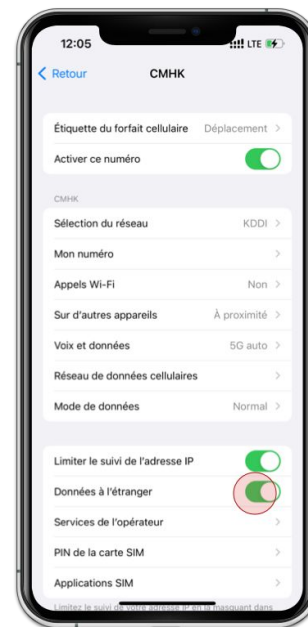 12:05
LTE
Retour
CMHK
Étiquette du forfait cellulaire Déplacement
Activer ce numéro
CMHK
Sélection du réseau KDDI
Mon numéro
Appels Wi-Fi Non
Sur d'autres appareils À proximité
Voix et données 5G auto
Réseau de données cellulaires
Mode de données Normal
Limiter le suivi de l'adresse IP
Données à l'étranger
Services de l'opérateur
PIN de la carte SIM
Applications SIM
Limitez le suivi de votre adresse IP en la masquant dans